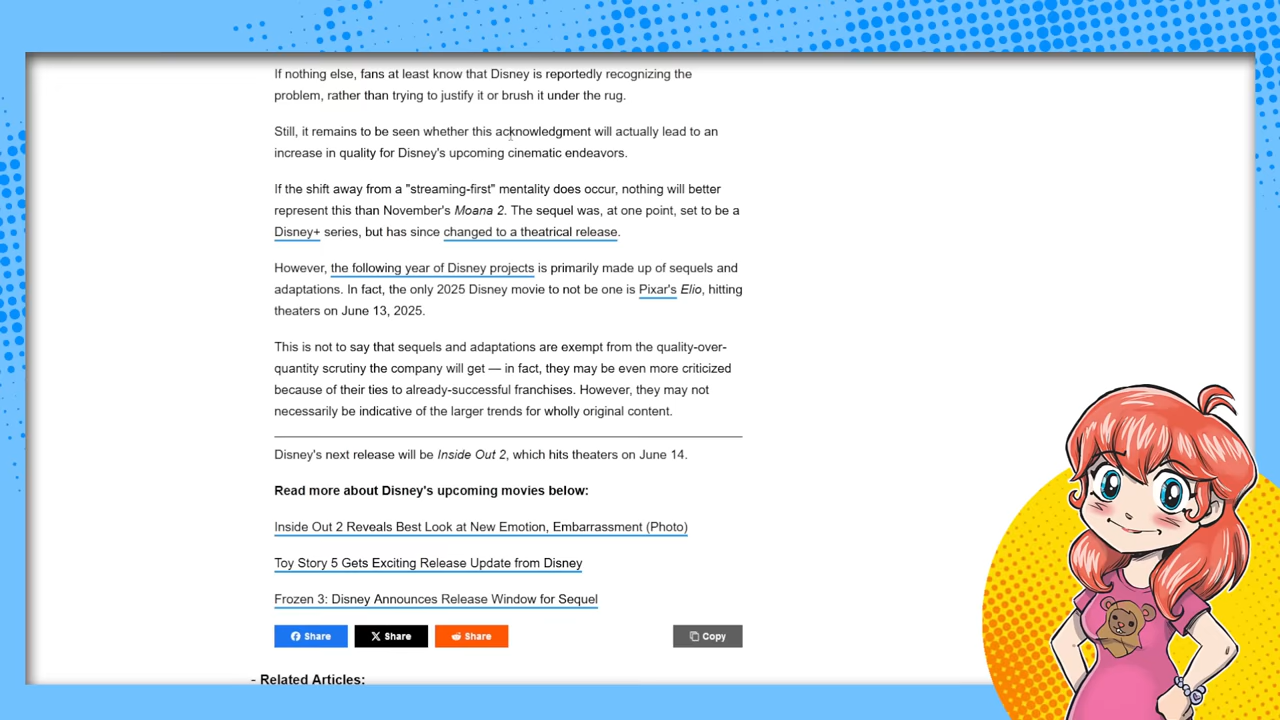 If nothing else, fans at least know that Disney is reportedly recognizing the
problem, rather than trying to justify it or brush it under the rug.
Still, it remains to be seen whether this acknowledgment will actually lead to an
increase in quality for Disney's upcoming cinematic endeavors.
If the shift away from a "streaming-first" mentality does occur, nothing will better
represent this than November's Moana 2. The sequel was, at one point, set to be a
Disney+ series, but has since changed to a theatrical release.
However, the following year of Disney projects is primarily made up of sequels and
adaptations. In fact, the only 2025 Disney movie to not be one is Pixar's Elio, hitting
theaters on June 13, 2025.
This is not to say that sequels and adaptations are exempt from the quality-over-
quantity scrutiny the company will get — in fact, they may be even more criticized
because of their ties to already-successful franchises. However, they may not
necessarily be indicative of the larger trends for wholly original content.
Disney's next release will be Inside Out 2, which hits theaters on June 14.
Read more about Disney's upcoming movies below:
Inside Out 2 Reveals Best Look at New Emotion, Embarrassment (Photo)
Toy Story 5 Gets Exciting Release Update from Disney
Frozen 3: Disney Announces Release Window for Sequel
Share Share Share Copy
- Related Articles: